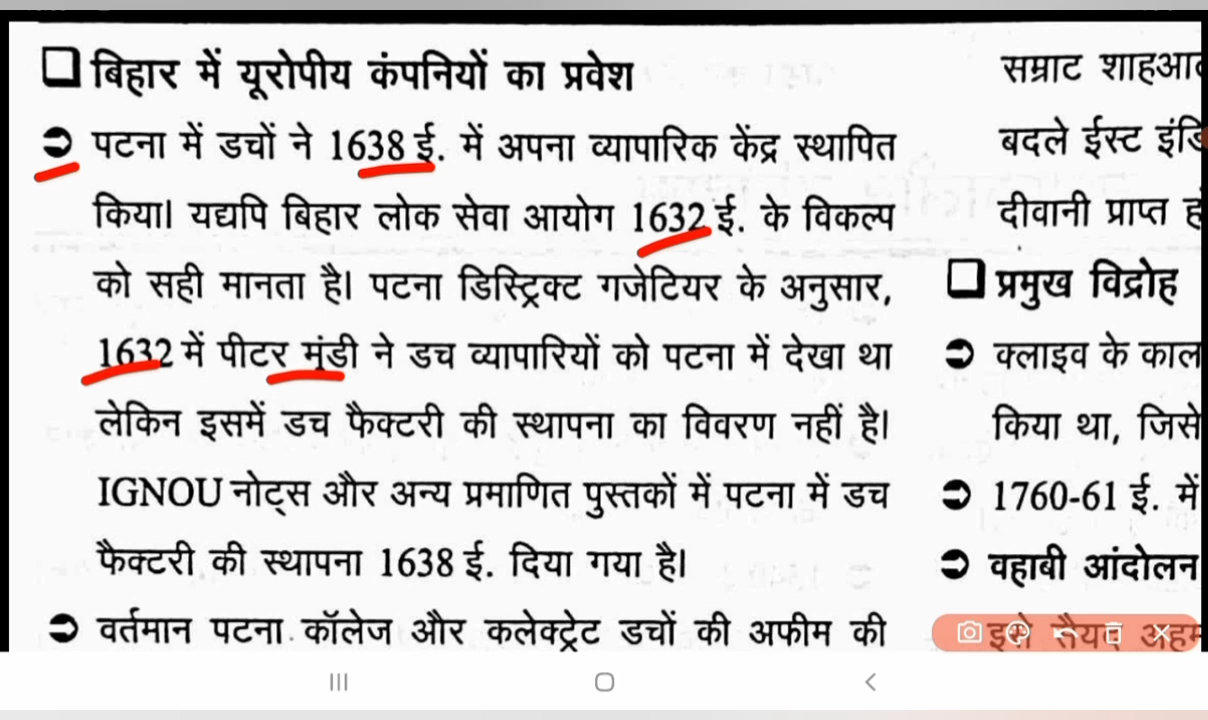 बिहार में यूरोपीय कंपनियों का प्रवेश
पटना में डचों ने 1638 ई. में अपना व्यापारिक केंद्र स्थापित
किया। यद्यपि बिहार लोक सेवा आयोग 1632 ई. के विकल्प
को सही मानता है। पटना डिस्ट्रिक्ट गजेटियर के अनुसार,
1632 में पीटर मुंडी ने डच व्यापारियों को पटना में देखा था
लेकिन इसमें डच फैक्टरी की स्थापना का विवरण नहीं है।
IGNOU नोट्स और अन्य प्रमाणित पुस्तकों में पटना में डच
फैक्टरी की स्थापना 1638 ई. दिया गया है।
वर्तमान पटना कॉलेज और कलेक्ट्रेट डचों की अफीम की
सम्राट
बदले ईस्ट
दीवानी प्राप्त
प्रमुख विद्रोह
क्लाइव के काल
किया था, जिसे
1760-61 ई. में
वहाबी आंदोलन